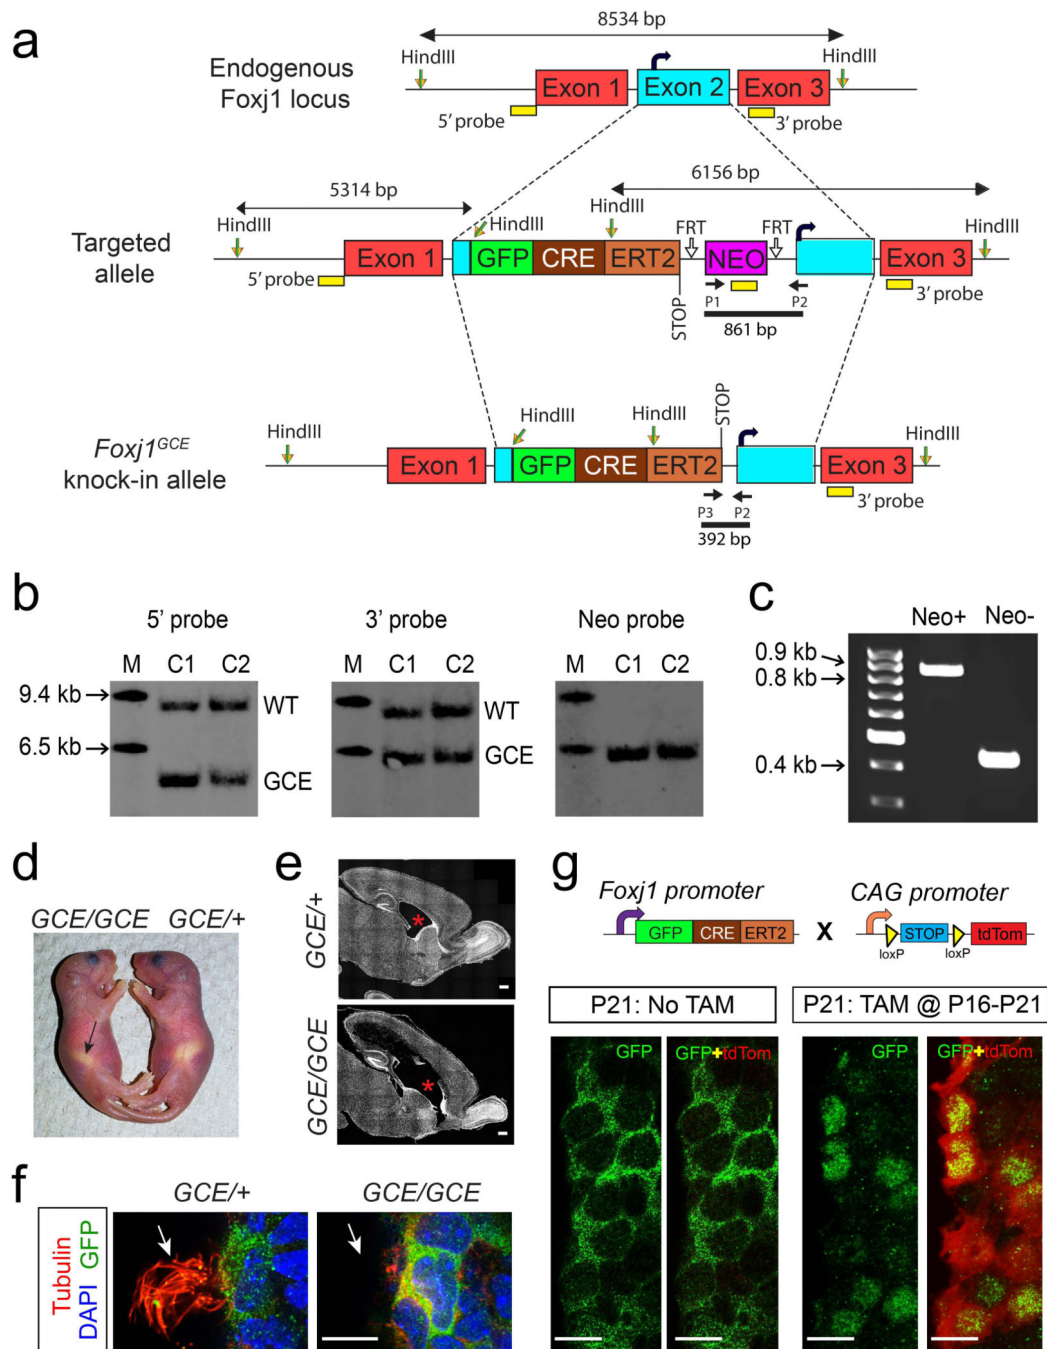 a
8534 bp
HindIII
HindIII
Endogenous
Foxj1 locus
Exon 1
Exon 2
Exon 3
5' probe
3' probe
5314 bp
6156 bp
HindIII
HindIII
HindIII
HindIII
FRT
FRT
Targeted
allele
Exon 1
GFP
CRE
ERT2
NEO
Exon 3
5' probe
3' probe
P1
P2
STOP
861 bp
HindIII
HindIII
HindIII
HindIII
STOP
Foxj1GCE
knock-in allele
Exon 1
GFP
CRE
ERT2
Exon 3
3' probe
P3
P2
392 bp
b
5' probe
3' probe
Neo probe
M C1 C2
M C1 C2
M C1 C2
9.4 kb
6.5 kb
WT
GCE
WT
GCE
c
Neo+ Neo-
0.9 kb
0.8 kb
0.4 kb
d
GCE/GCE GCE/+
e
GCE/+
GCE/GCE
*
*
f
GCE/+
GCE/GCE
Tubulin
DAPI GFP
g
Foxj1 promoter
CAG promoter
GFP
CRE
ERT2
X
STOP
tdTom
loxP
loxP
P21: No TAM
P21: TAM @ P16-P21
GFP
GFP+tdTom
GFP
GFP+tdTom